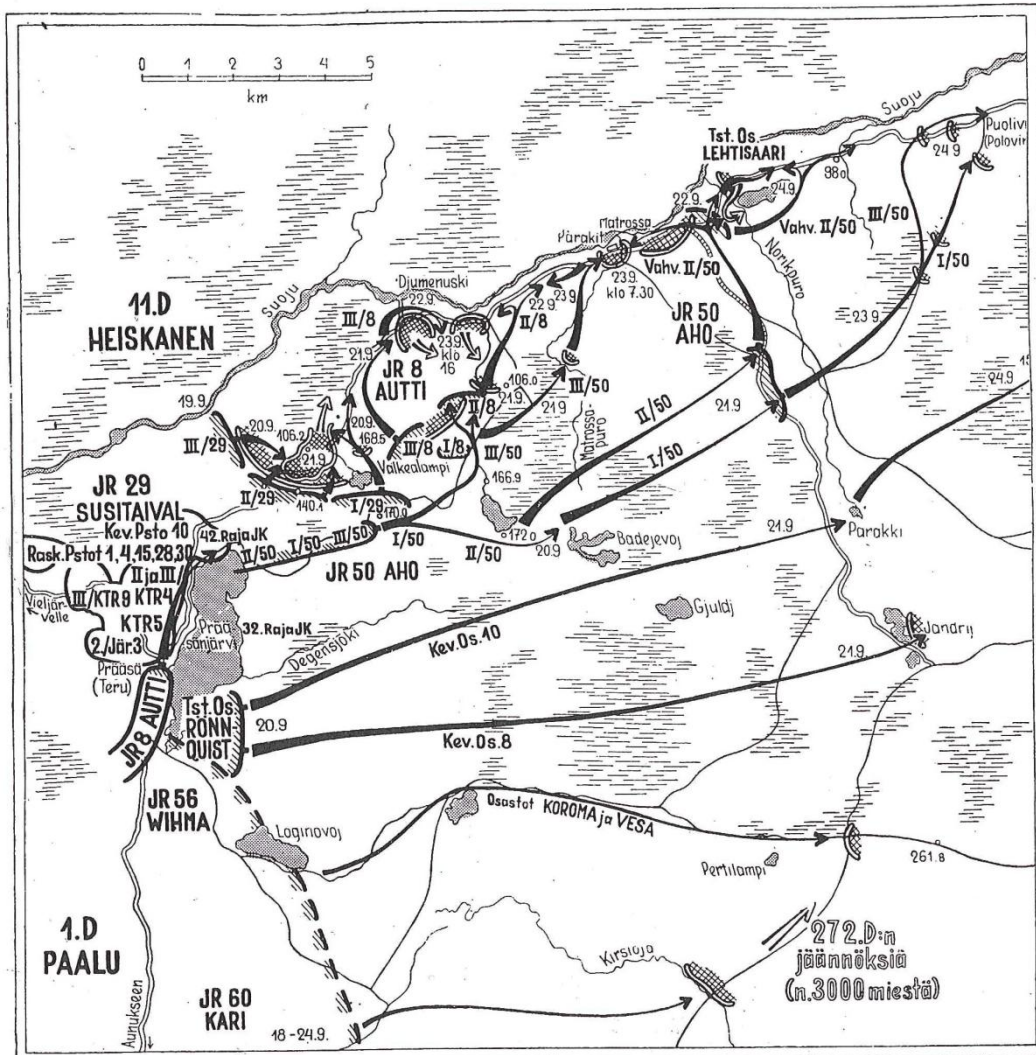 0 1 2 3 4 5
km
Suoju
Puolivi
(Polovin
Tst.Os.
LEHTISAARI
24.9
24.9.
98.0
22.9.
Vahv. II/50
III/50
I/50
Matrossa
Pärakit
Vahv. II/50
23.9.
klo 7.30
Norikpuro
JR 50
AHO
23.9
Djumenuski
22.9.
Suoju
11.D
HEISKANEN
III/8
22.9.
23.9
II/8
23.9
klo
16
21.9
JR 8
AUTTI
106.0
21.9.
III/50
21.9
19.9.
20.9.
106.2
III/29
21.9
20.9.
168.5
III/8
I/8
II/8
III/50
Valkealampi
Matrossa-
puro
II/50
21.9
I/50
24.9
II/29
140.1
I/29
170.9
166.9
JR 29
SUSITAIVAL
Kev.Psto 10
42.RajaJK
Rask.Pstot 1,4,15,28,30
II/50
I/50
III/50
I/50
172.0
II/50
20.9
Badejevoj
21.9
Parakki
II ja III/
III/KTR8
KTR4
JR 50 AHO
Vieljär-
velle
KTR5
2./Jär.3
Prää
sänjärvi
32.RajaJK
Gjuldj
Prääsä
(Teru)
Degensjoki
Kev.Os.10
Jandrij
21.9.
JR 8 AUTTI
Tst.Os.
RÖNN
QUIST
20.9
Kev.Os.8
JR 56
WIHMA
Loginovoj
Osastot KOROMA ja VESA
Pertilampi
261.8
1.D
PAALU
272.D:n
jäännöksiä
(n.3000 miestä)
Kirsioja
Aunukseen
JR 60
KARI
18-24.9.